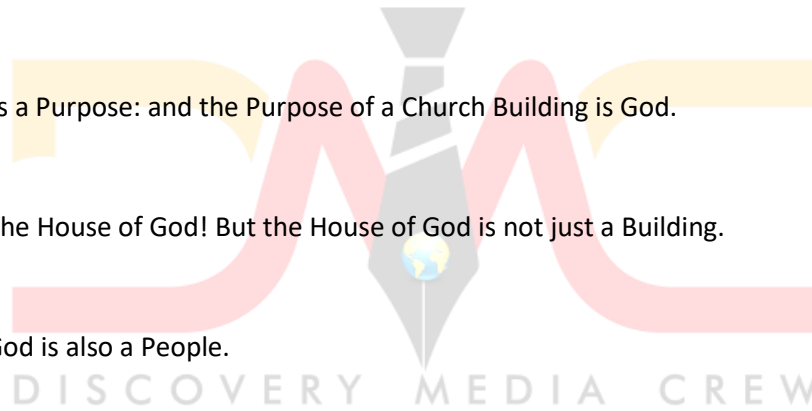 s a Purpose: and the Purpose of a Church Building is God.
he House of God! But the House of God is not just a Building.
God is also a People.
DISCOVERY MEDIA CREW